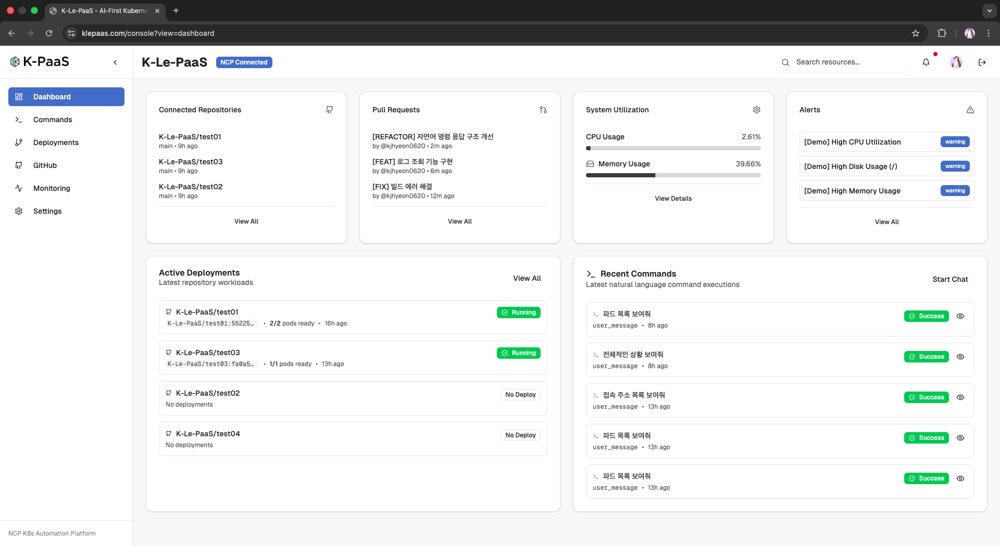 K-Le-PaaS - AI-First Kuberne
klepaas.com/console?view=dashboard
K-PaaS
K-Le-PaaS
NCP Connected
Search resources...
Dashboard
Commands
Deployments
GitHub
Monitoring
Settings
NCP K8s Automation Platform
Connected Repositories
K-Le-PaaS/test01
main • 9h ago
K-Le-PaaS/test03
main • 9h ago
K-Le-PaaS/test02
main • 9h ago
View All
Pull Requests
[REFACTOR] 자연어 명령 응답 구조 개선
by @kjhyeon0620 • 2m ago
[FEAT] 로그 조회 기능 구현
by @kjhyeon0620 • 6m ago
[FIX] 빌드 에러 해결
by @kjhyeon0620 • 12m ago
View All
System Utilization
CPU Usage 2.61%
Memory Usage 39.66%
View Details
Alerts
[Demo] High CPU Utilization warning
[Demo] High Disk Usage (/) warning
[Demo] High Memory Usage warning
View All
Active Deployments
Latest repository workloads
View All
K-Le-PaaS/test01 Running
K-Le-PaaS/test01:55225… • 2/2 pods ready • 16h ago
K-Le-PaaS/test03 Running
K-Le-PaaS/test03:fa0a5… • 1/1 pods ready • 13h ago
K-Le-PaaS/test02 No Deploy
No deployments
K-Le-PaaS/test04 No Deploy
No deployments
Recent Commands
Latest natural language command executions
Start Chat
파드 목록 보여줘 Success
user_message • 8h ago
전체적인 상황 보여줘 Success
user_message • 8h ago
접속 주소 목록 보여줘 Success
user_message • 13h ago
파드 목록 보여줘 Success
user_message • 13h ago
파드 목록 보여줘 Success
user_message • 13h ago